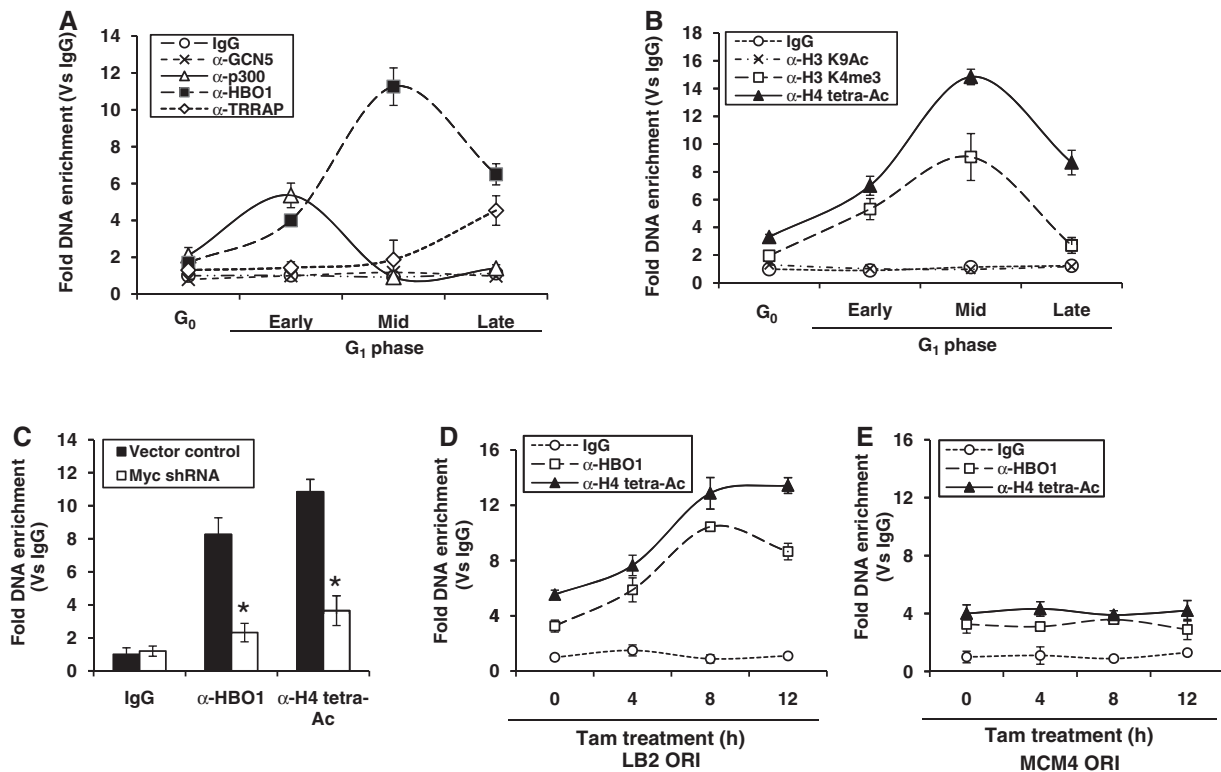 A
Fold DNA enrichment (Vs IgG)
14
12
10
8
6
4
2
0
IgG
α-GCN5
α-p300
α-HBO1
α-TRRAP
G0
Early
Mid
Late
G1 phase
B
Fold DNA enrichment (Vs IgG)
18
16
14
12
10
8
6
4
2
0
IgG
α-H3 K9Ac
α-H3 K4me3
α-H4 tetra-Ac
G0
Early
Mid
Late
G1 phase
C
Fold DNA enrichment
(Vs IgG)
14
12
10
8
6
4
2
0
Vector control
Myc shRNA
*
*
IgG
α-HBO1
α-H4 tetra-
Ac
D
Fold DNA enrichment
(Vs IgG)
16
12
8
4
0
IgG
α-HBO1
α-H4 tetra-Ac
0
4
8
12
Tam treatment (h)
LB2 ORI
E
Fold DNA enrichment
(Vs IgG)
16
12
8
4
0
IgG
α-HBO1
α-H4 tetra-Ac
0
4
8
12
Tam treatment (h)
MCM4 ORI